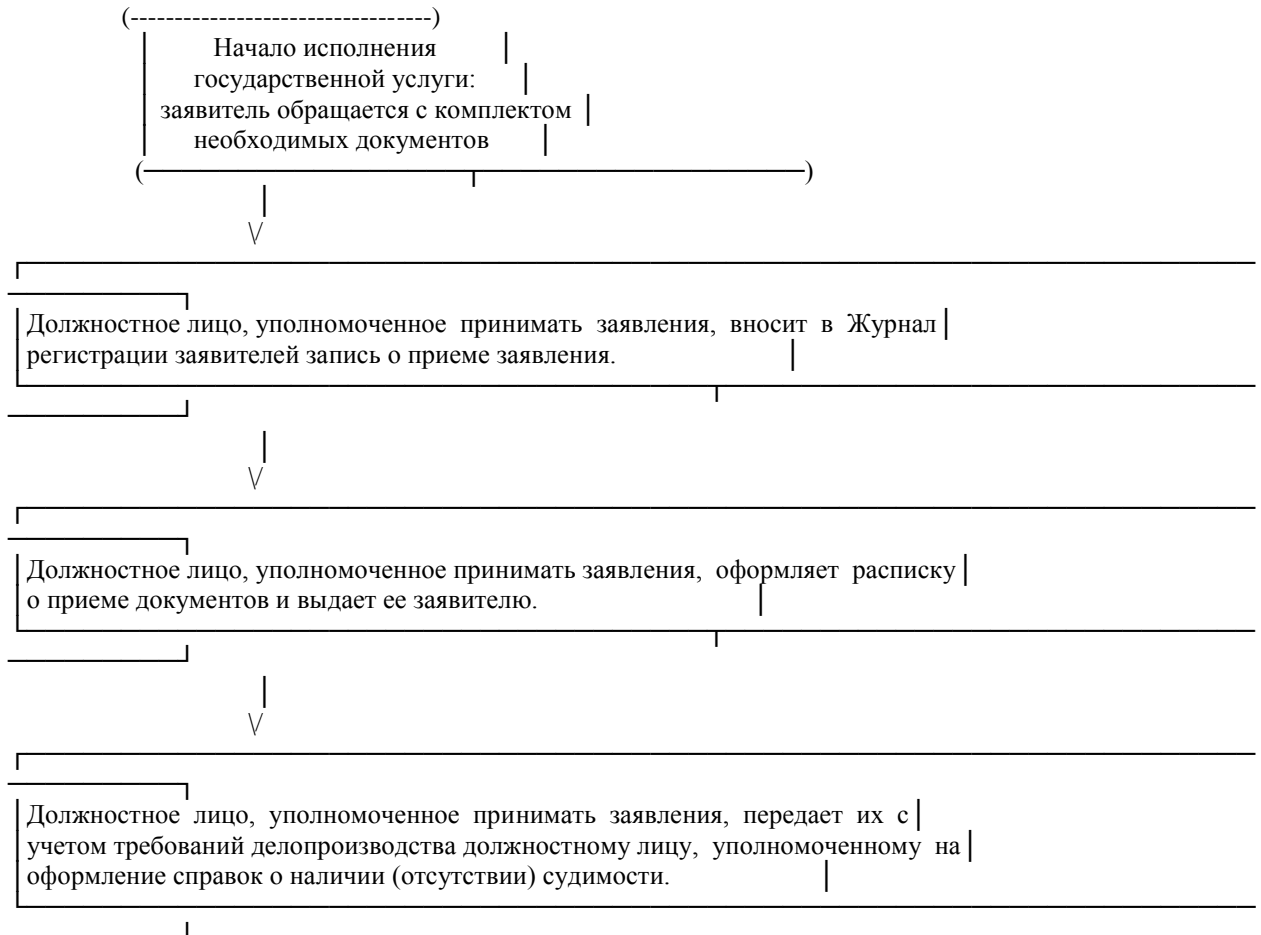 Начало исполнения
государственной услуги:
заявитель обращается с комплектом
необходимых документов
Должностное лицо, уполномоченное принимать заявления, вносит в Журнал
регистрации заявителей запись о приеме заявления.
Должностное лицо, уполномоченное принимать заявления, оформляет расписку
о приеме документов и выдает ее заявителю.
Должностное лицо, уполномоченное принимать заявления, передает их с
учетом требований делопроизводства должностному лицу, уполномоченному на
оформление справок о наличии (отсутствии) судимости.